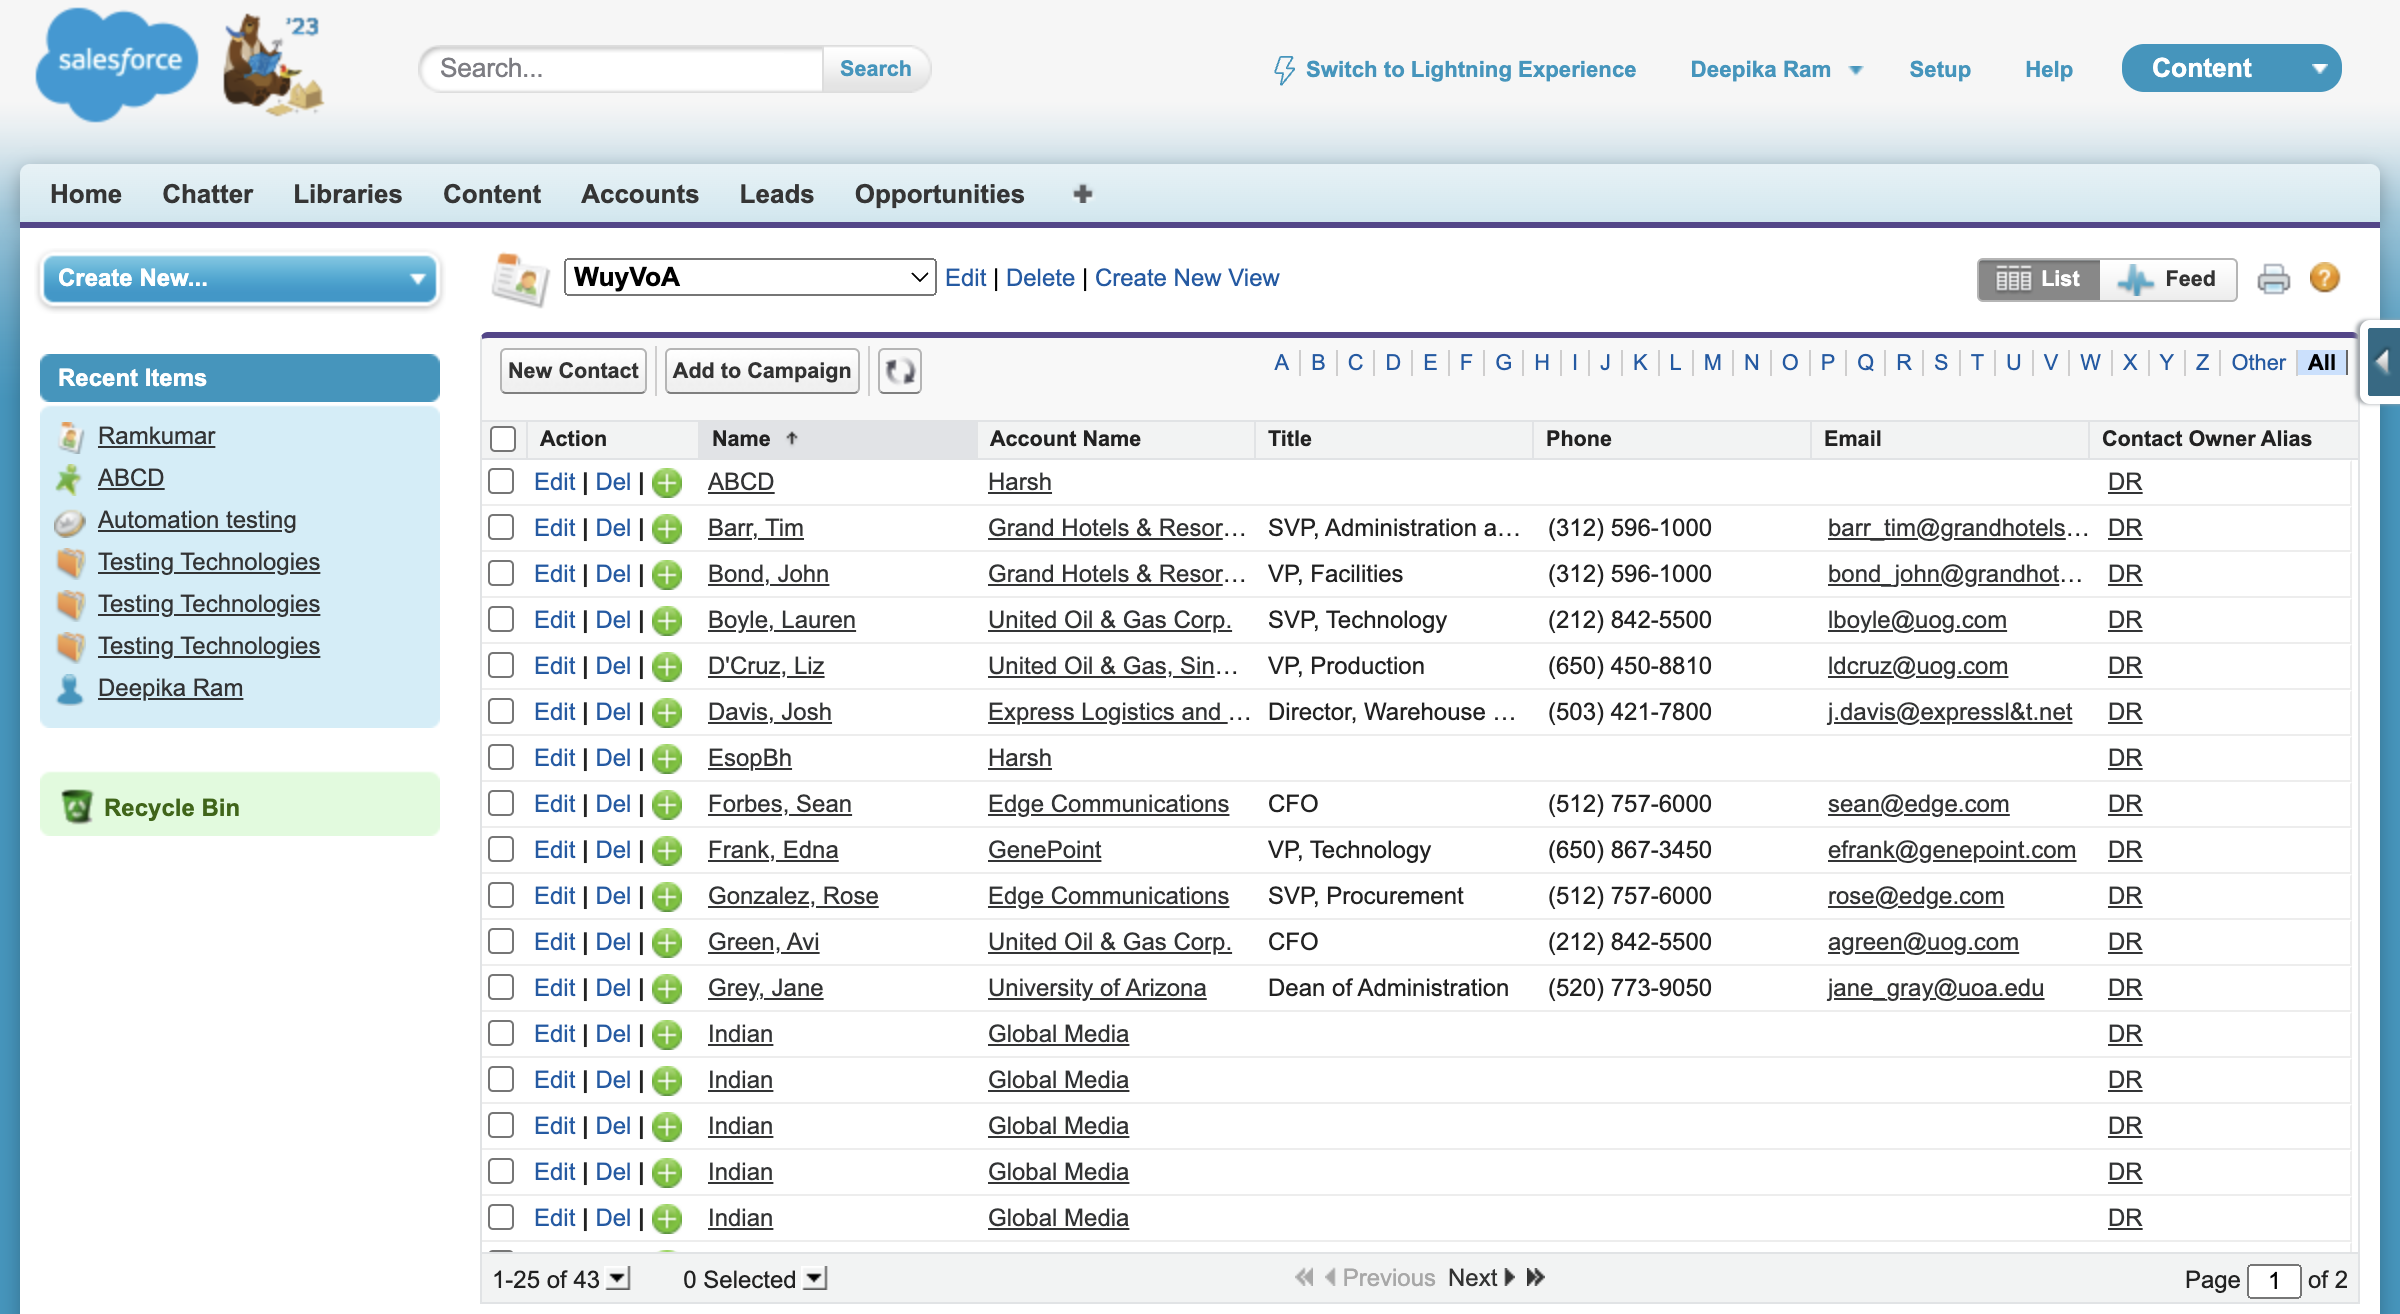 salesforce '23 Search... Search Switch to Lightning Experience Deepika Ram Setup Help Content
Home Chatter Libraries Content Accounts Leads Opportunities
Create New...
WuyVoA Edit | Delete | Create New View List Feed
Recent Items
Ramkumar
ABCD
Automation testing
Testing Technologies
Testing Technologies
Testing Technologies
Deepika Ram
Recycle Bin
New Contact Add to Campaign A B C D E F G H I J K L M N O P Q R S T U V W X Y Z Other All
Action Name Account Name Title Phone Email Contact Owner Alias
Edit | Del | ABCD Harsh DR
Edit | Del | Barr, Tim Grand Hotels & Resor... SVP, Administration a... (312) 596-1000 barr_tim@grandhotels... DR
Edit | Del | Bond, John Grand Hotels & Resor... VP, Facilities (312) 596-1000 bond_john@grandhot... DR
Edit | Del | Boyle, Lauren United Oil & Gas Corp. SVP, Technology (212) 842-5500 lboyle@uog.com DR
Edit | Del | D'Cruz, Liz United Oil & Gas, Sin... VP, Production (650) 450-8810 ldcruz@uog.com DR
Edit | Del | Davis, Josh Express Logistics and ... Director, Warehouse ... (503) 421-7800 j.davis@expressl&t.net DR
Edit | Del | EsopBh Harsh DR
Edit | Del | Forbes, Sean Edge Communications CFO (512) 757-6000 sean@edge.com DR
Edit | Del | Frank, Edna GenePoint VP, Technology (650) 867-3450 efrank@genepoint.com DR
Edit | Del | Gonzalez, Rose Edge Communications SVP, Procurement (512) 757-6000 rose@edge.com DR
Edit | Del | Green, Avi United Oil & Gas Corp. CFO (212) 842-5500 agreen@uog.com DR
Edit | Del | Grey, Jane University of Arizona Dean of Administration (520) 773-9050 jane_gray@uoa.edu DR
Edit | Del | Indian Global Media DR
Edit | Del | Indian Global Media DR
Edit | Del | Indian Global Media DR
Edit | Del | Indian Global Media DR
Edit | Del | Indian Global Media DR
1-25 of 43 0 Selected Previous Next Page 1 of 2